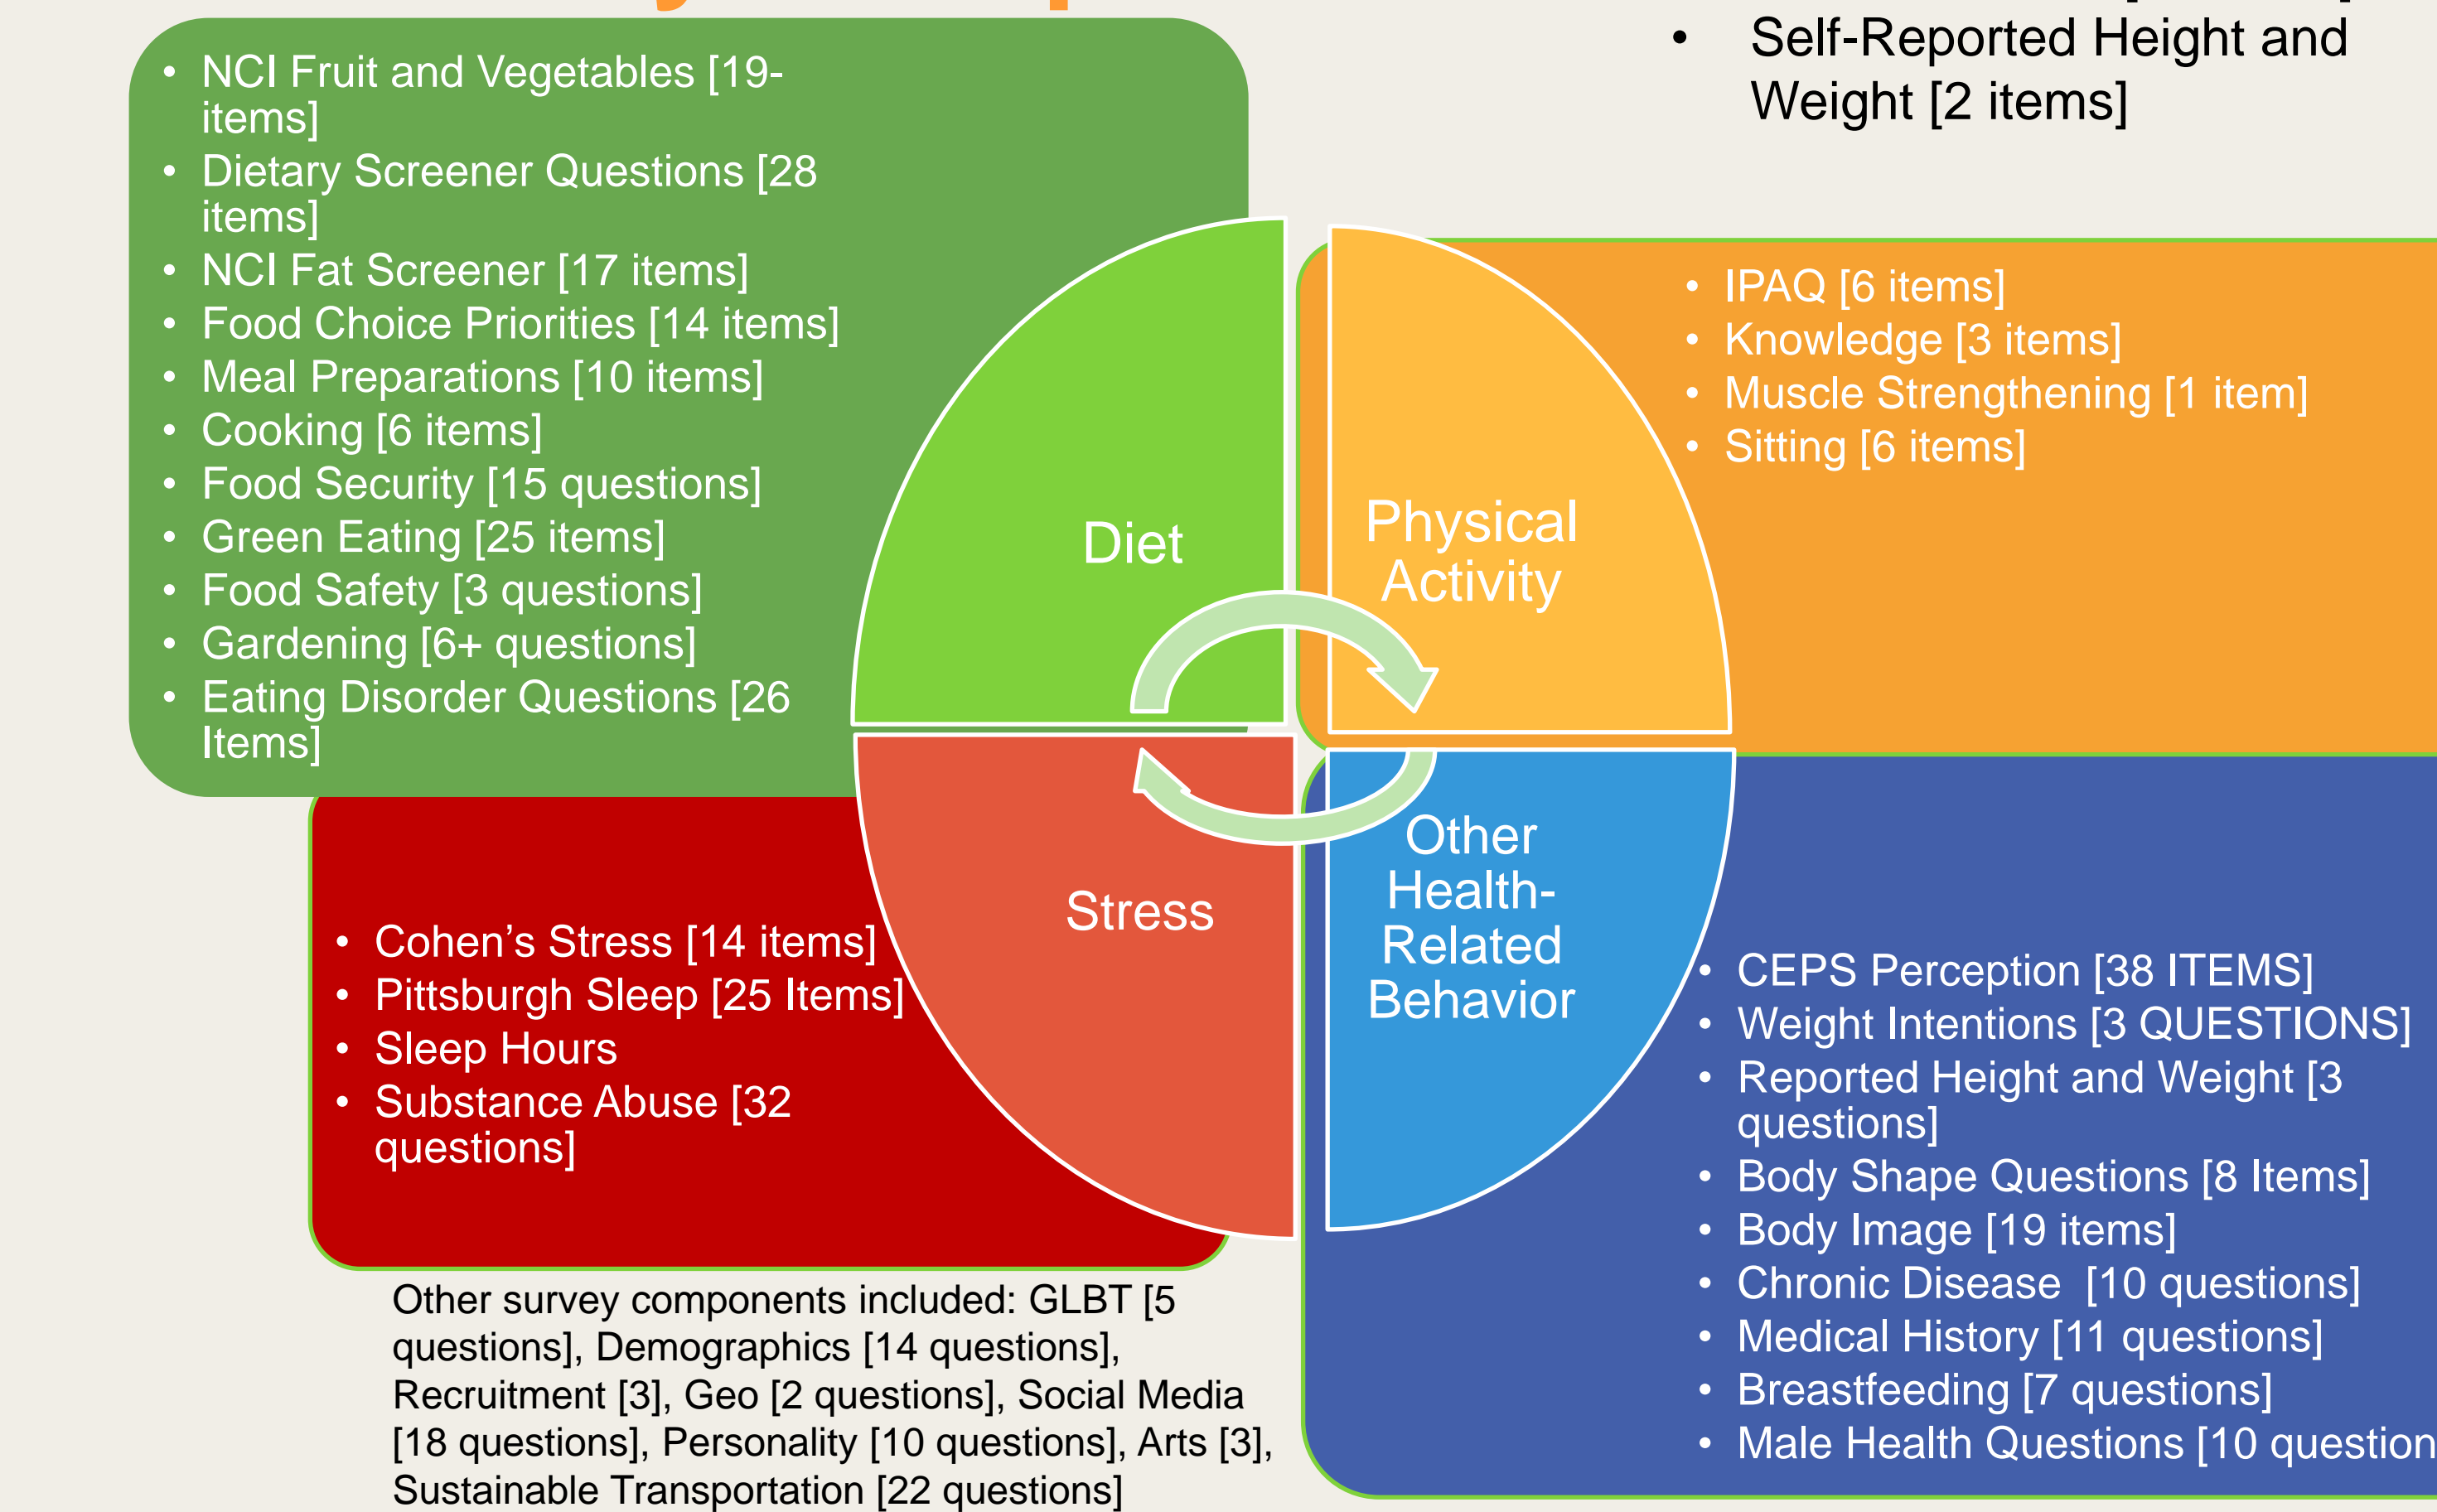 • NCI Fruit and Vegetables [19-
items]
• Dietary Screener Questions [28
items]
• NCI Fat Screener [17 items]
• Food Choice Priorities [14 items]
• Meal Preparations [10 items]
• Cooking [6 items]
• Food Security [15 questions]
• Green Eating [25 items]
• Food Safety [3 questions]
• Gardening [6+ questions]
• Eating Disorder Questions [26
Items]
• Self-Reported Height and
Weight [2 items]
• IPAQ [6 items]
• Knowledge [3 items]
• Muscle Strengthening [1 item]
• Sitting [6 items]
Diet
Physical
Activity
Stress
Other
Health-
Related
Behavior
• Cohen’s Stress [14 items]
• Pittsburgh Sleep [25 Items]
• Sleep Hours
• Substance Abuse [32
questions]
• CEPS Perception [38 ITEMS]
• Weight Intentions [3 QUESTIONS]
• Reported Height and Weight [3
questions]
• Body Shape Questions [8 Items]
• Body Image [19 items]
• Chronic Disease  [10 questions]
• Medical History [11 questions]
• Breastfeeding [7 questions]
• Male Health Questions [10 question
Other survey components included: GLBT [5
questions], Demographics [14 questions],
Recruitment [3], Geo [2 questions], Social Media
[18 questions], Personality [10 questions], Arts [3],
Sustainable Transportation [22 questions]